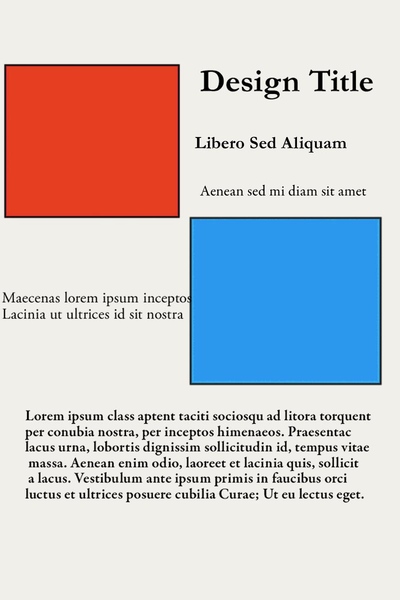 Design Title
Libero Sed Aliquam
Aenean sed mi diam sit amet
Maecenas lorem ipsum inceptos
Lacinia ut ultrices id sit nostra
Lorem ipsum class aptent taciti sociosqu ad litora torquent
per conubia nostra, per inceptos himenaeos. Praesentac
lacus urna, lobortis dignissim sollicitudin id, tempus vitae
massa. Aenean enim odio, laoreet et lacinia quis, sollicit
a lacus. Vestibulum ante ipsum primis in faucibus orci
luctus et ultrices posuere cubilia Curae; Ut eu lectus eget.